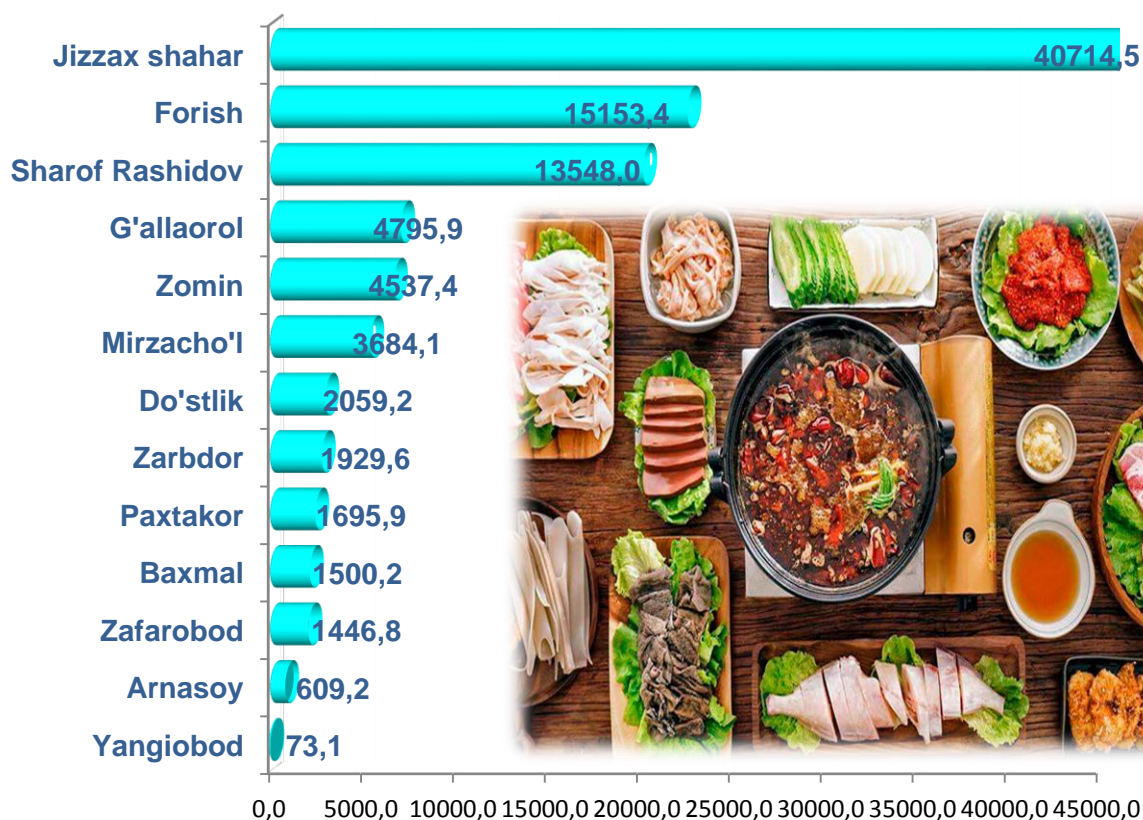 Jizzax shahar 40714,5
Forish 15153,4
Sharof Rashidov 13548,0
G'allaorol 4795,9
Zomin 4537,4
Mirzacho'l 3684,1
Do'stlik 2059,2
Zarbdor 1929,6
Paxtakor 1695,9
Baxmal 1500,2
Zafarobod 1446,8
Arnasoy 609,2
Yangiobod 73,1
0,0 5000,0 10000,0 15000,0 20000,0 25000,0 30000,0 35000,0 40000,0 45000,0